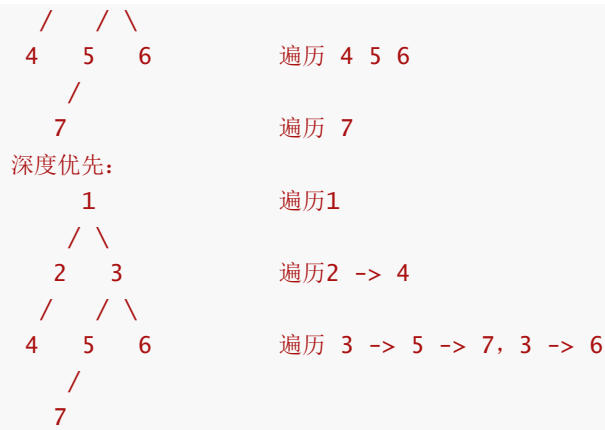 / / \
4 5 6 遍历 4 5 6
/
7 遍历 7
深度优先：
1 遍历1
/ \
2 3 遍历2 -> 4
/ / \
4 5 6 遍历 3 -> 5 -> 7，3 -> 6
/
7